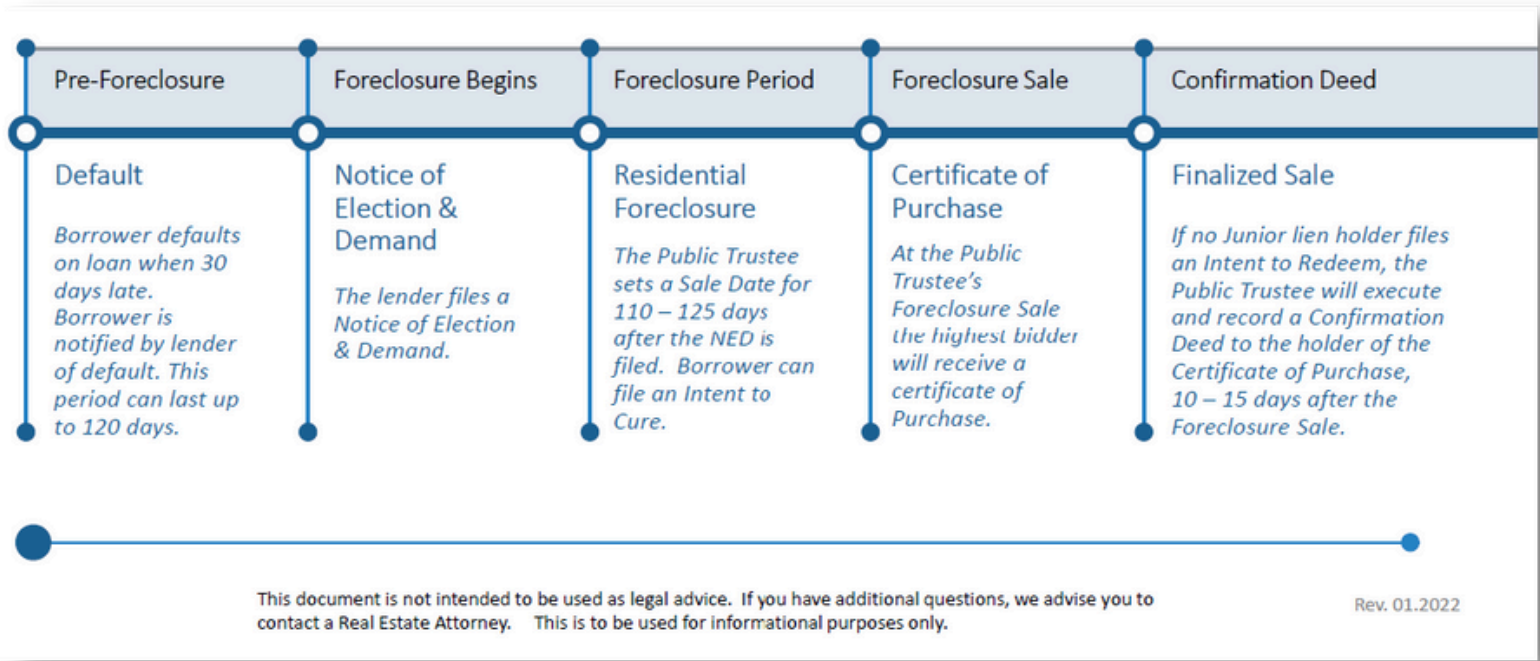 Pre-Foreclosure
Foreclosure Begins
Foreclosure Period
Foreclosure Sale
Confirmation Deed
Default
Borrower defaults
on loan when 30
days late.
Borrower is
notified by lender
of default. This
period can last up
to 120 days.
Notice of
Election &
Demand
The lender files a
Notice of Election
& Demand.
Residential
Foreclosure
The Public Trustee
sets a Sale Date for
110 – 125 days
after the NED is
filed. Borrower can
file an Intent to
Cure.
Certificate of
Purchase
At the Public
Trustee's
Foreclosure Sale
the highest bidder
will receive a
certificate of
Purchase.
Finalized Sale
If no Junior lien holder files
an Intent to Redeem, the
Public Trustee will execute
and record a Confirmation
Deed to the holder of the
Certificate of Purchase,
10 – 15 days after the
Foreclosure Sale.
This document is not intended to be used as legal advice. If you have additional questions, we advise you to
contact a Real Estate Attorney. This is to be used for informational purposes only.
Rev. 01.2022